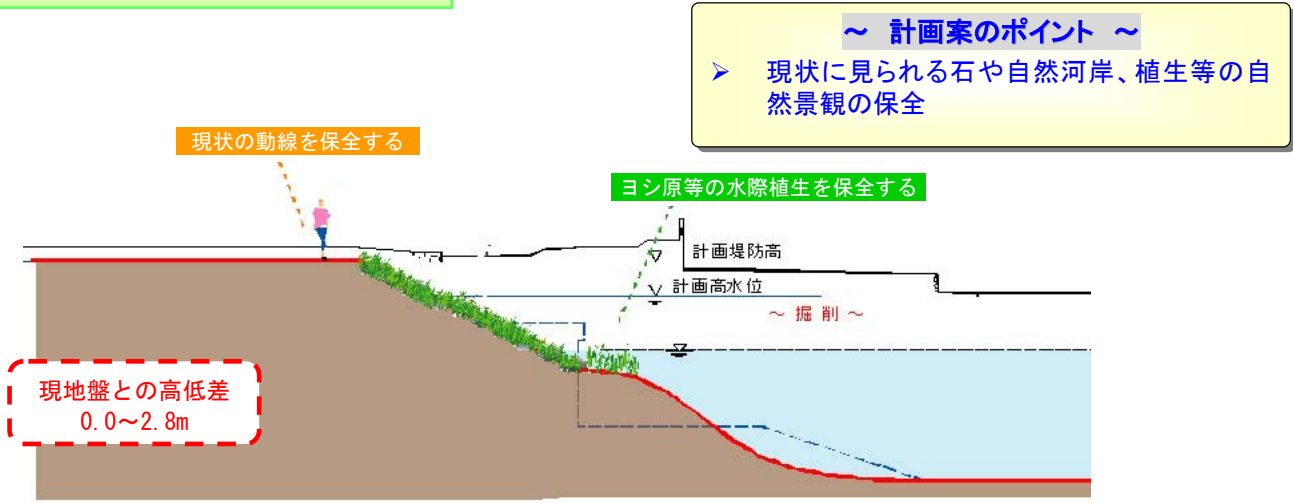 ～ 計画案のポイント ～
➢ 現状に見られる石や自然河岸、植生等の自
然景観の保全
現状の動線を保全する
ヨシ原等の水際植生を保全する
計画堤防高
計画高水位
～ 掘 削 ～
現地盤との高低差
0.0～2.8m